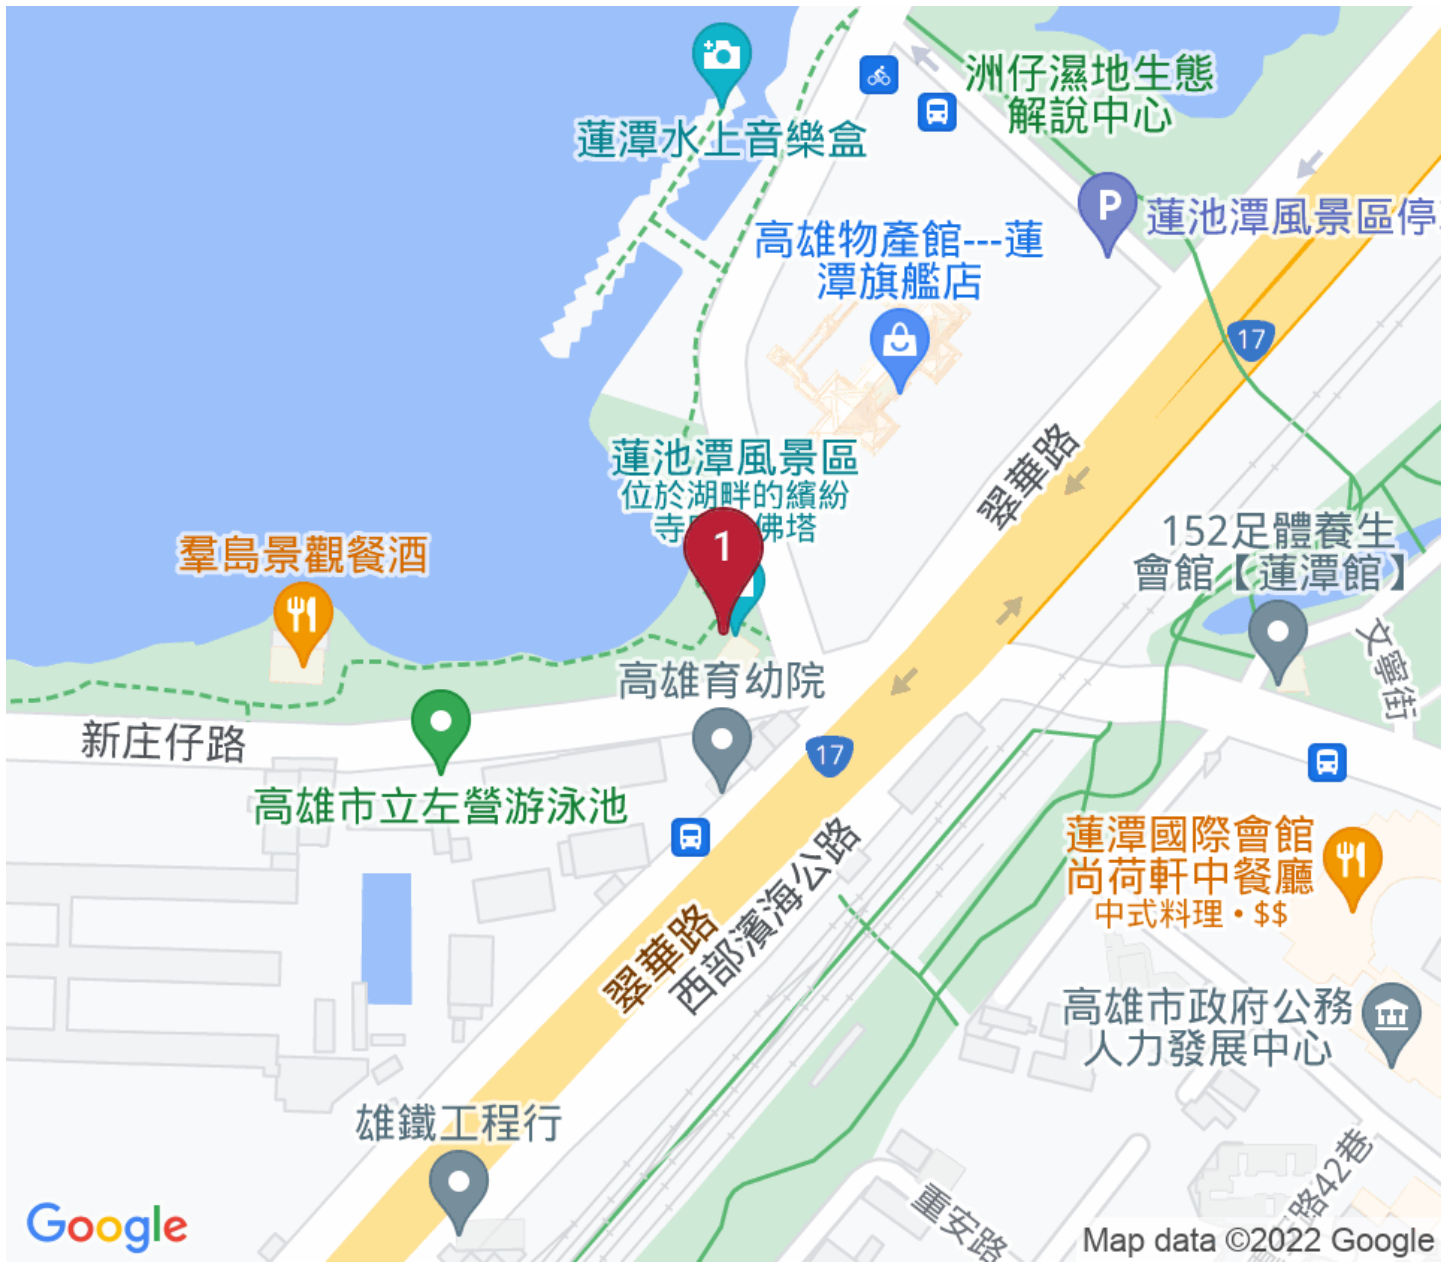 洲仔濕地生態
解說中心
蓮潭水上音樂盒
P
蓮池潭風景區停
高雄物產館---蓮
潭旗艦店
17
翠華路
蓮池潭風景區
位於湖畔的繽紛
寺 佛塔
1
152足體養生
會館【蓮潭館】
羣島景觀餐酒
文寧街
高雄育幼院
新庄仔路
17
高雄市立左營游泳池
蓮潭國際會館
尚荷軒中餐廳
中式料理・$$
西部濱海公路
翠華路
高雄市政府公務
人力發展中心
雄鐵工程行
路42巷
重安路
Google
Map data ©2022 Google